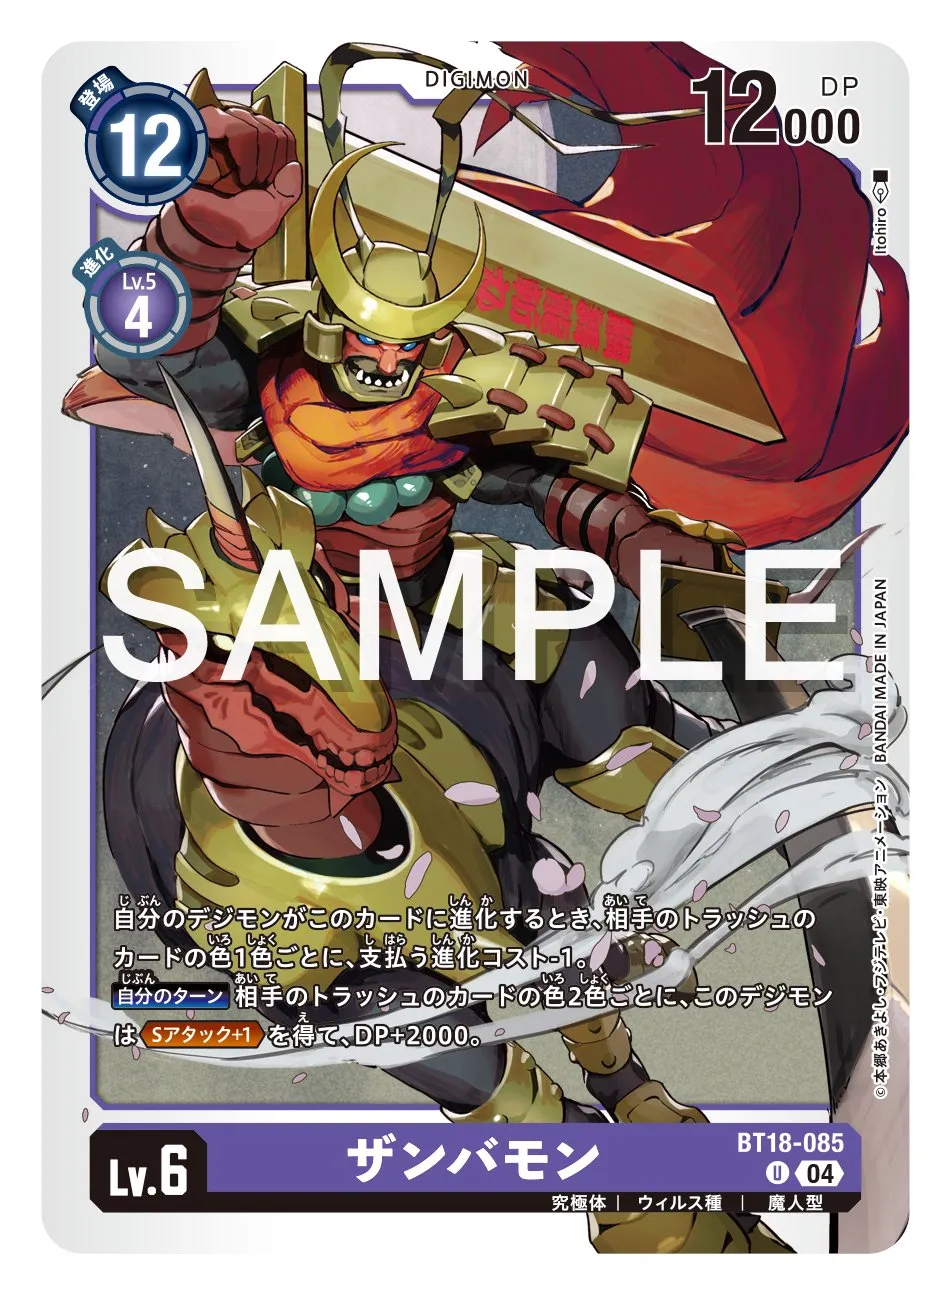 DIGIMON
登場
12
DP
12000
進化
Lv.5
4
Itohiro
SAMPLE
BANDAI MADE IN JAPAN
©本郷あきよし・フジテレビ・東映アニメーション
自分のデジモンがこのカードに進化するとき、相手のトラッシュの
カードの色1色ごとに、支払う進化コスト-1。
自分のターン 相手のトラッシュのカードの色2色ごとに、このデジモン
は Sアタック+1 を得て、DP+2000。
Lv.6
ザンバモン
BT18-085
U 04
究極体 | ウィルス種 | 魔人型